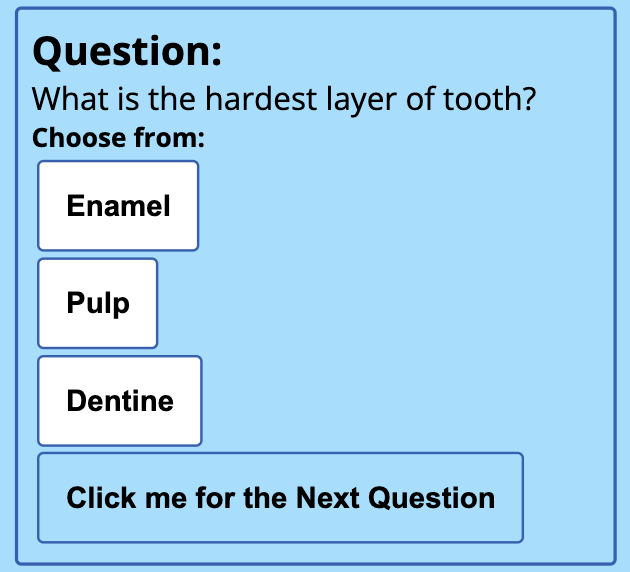 Question:
What is the hardest layer of tooth?
Choose from:
Enamel
Pulp
Dentine
Click me for the Next Question